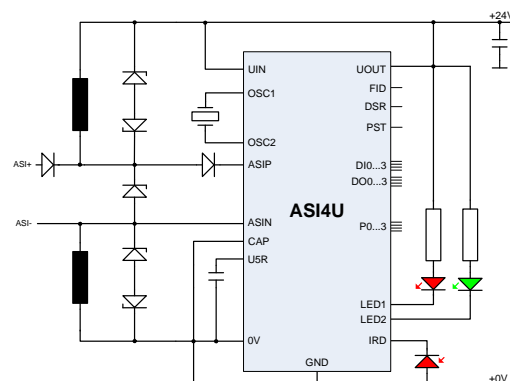 +24V
UIN
UOUT
OSC1
FID
DSR
PST
OSC2
ASI+
ASIP
DI0...3
DO0...3
ASI4U
ASI-
ASIN
P0...3
CAP
U5R
LED1
LED2
0V
IRD
GND
+0V